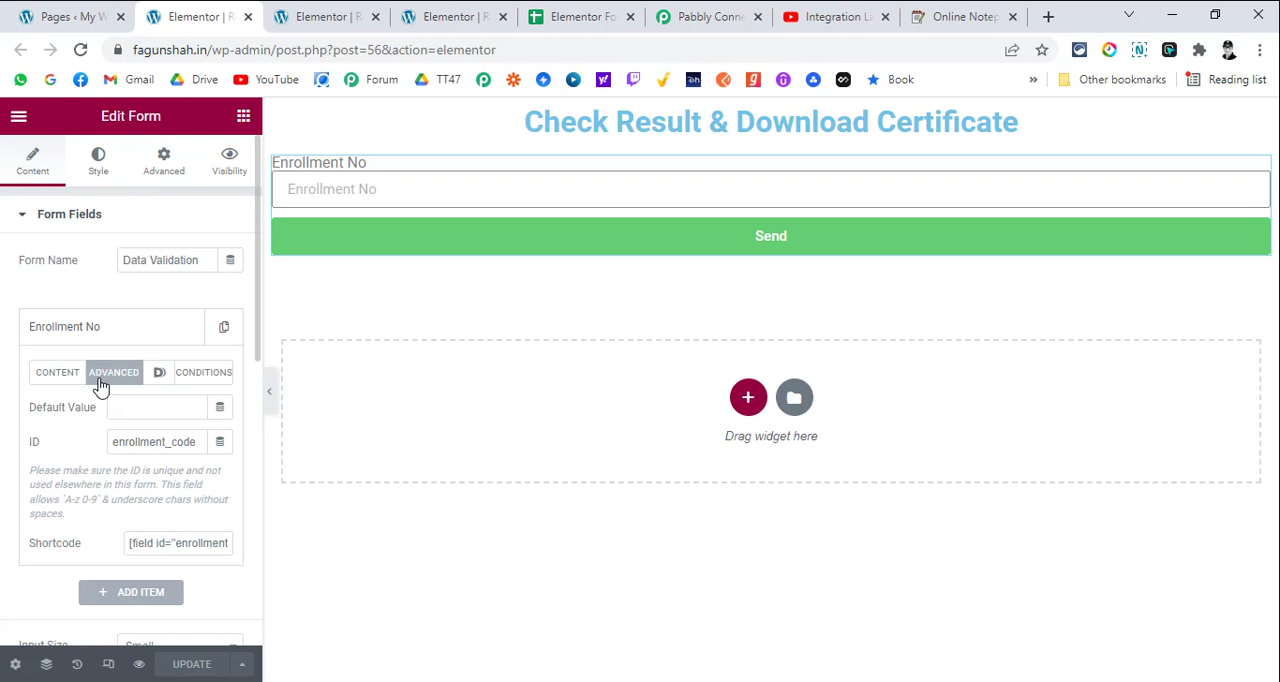 Pages ‹ My W
Elementor | R
Elementor | R
Elementor | R
Elementor Fo
Pabbly Conne
Integration La
Online Notep
fagunshah.in/wp-admin/post.php?post=56&action=elementor
Gmail
Drive
YouTube
Forum
TT47
Book
»
Other bookmarks
Reading list
Edit Form
Content
Style
Advanced
Visibility
Form Fields
Form Name
Data Validation
Enrollment No
CONTENT
ADVANCED
CONDITIONS
Default Value
ID
enrollment_code
Please make sure the ID is unique and not
used elsewhere in this form. This field
allows `A-z 0-9` & underscore chars without
spaces.
Shortcode
[field id="enrollment
+ ADD ITEM
Input Size
Small
UPDATE
Check Result & Download Certificate
Enrollment No
Enrollment No
Send
Drag widget here